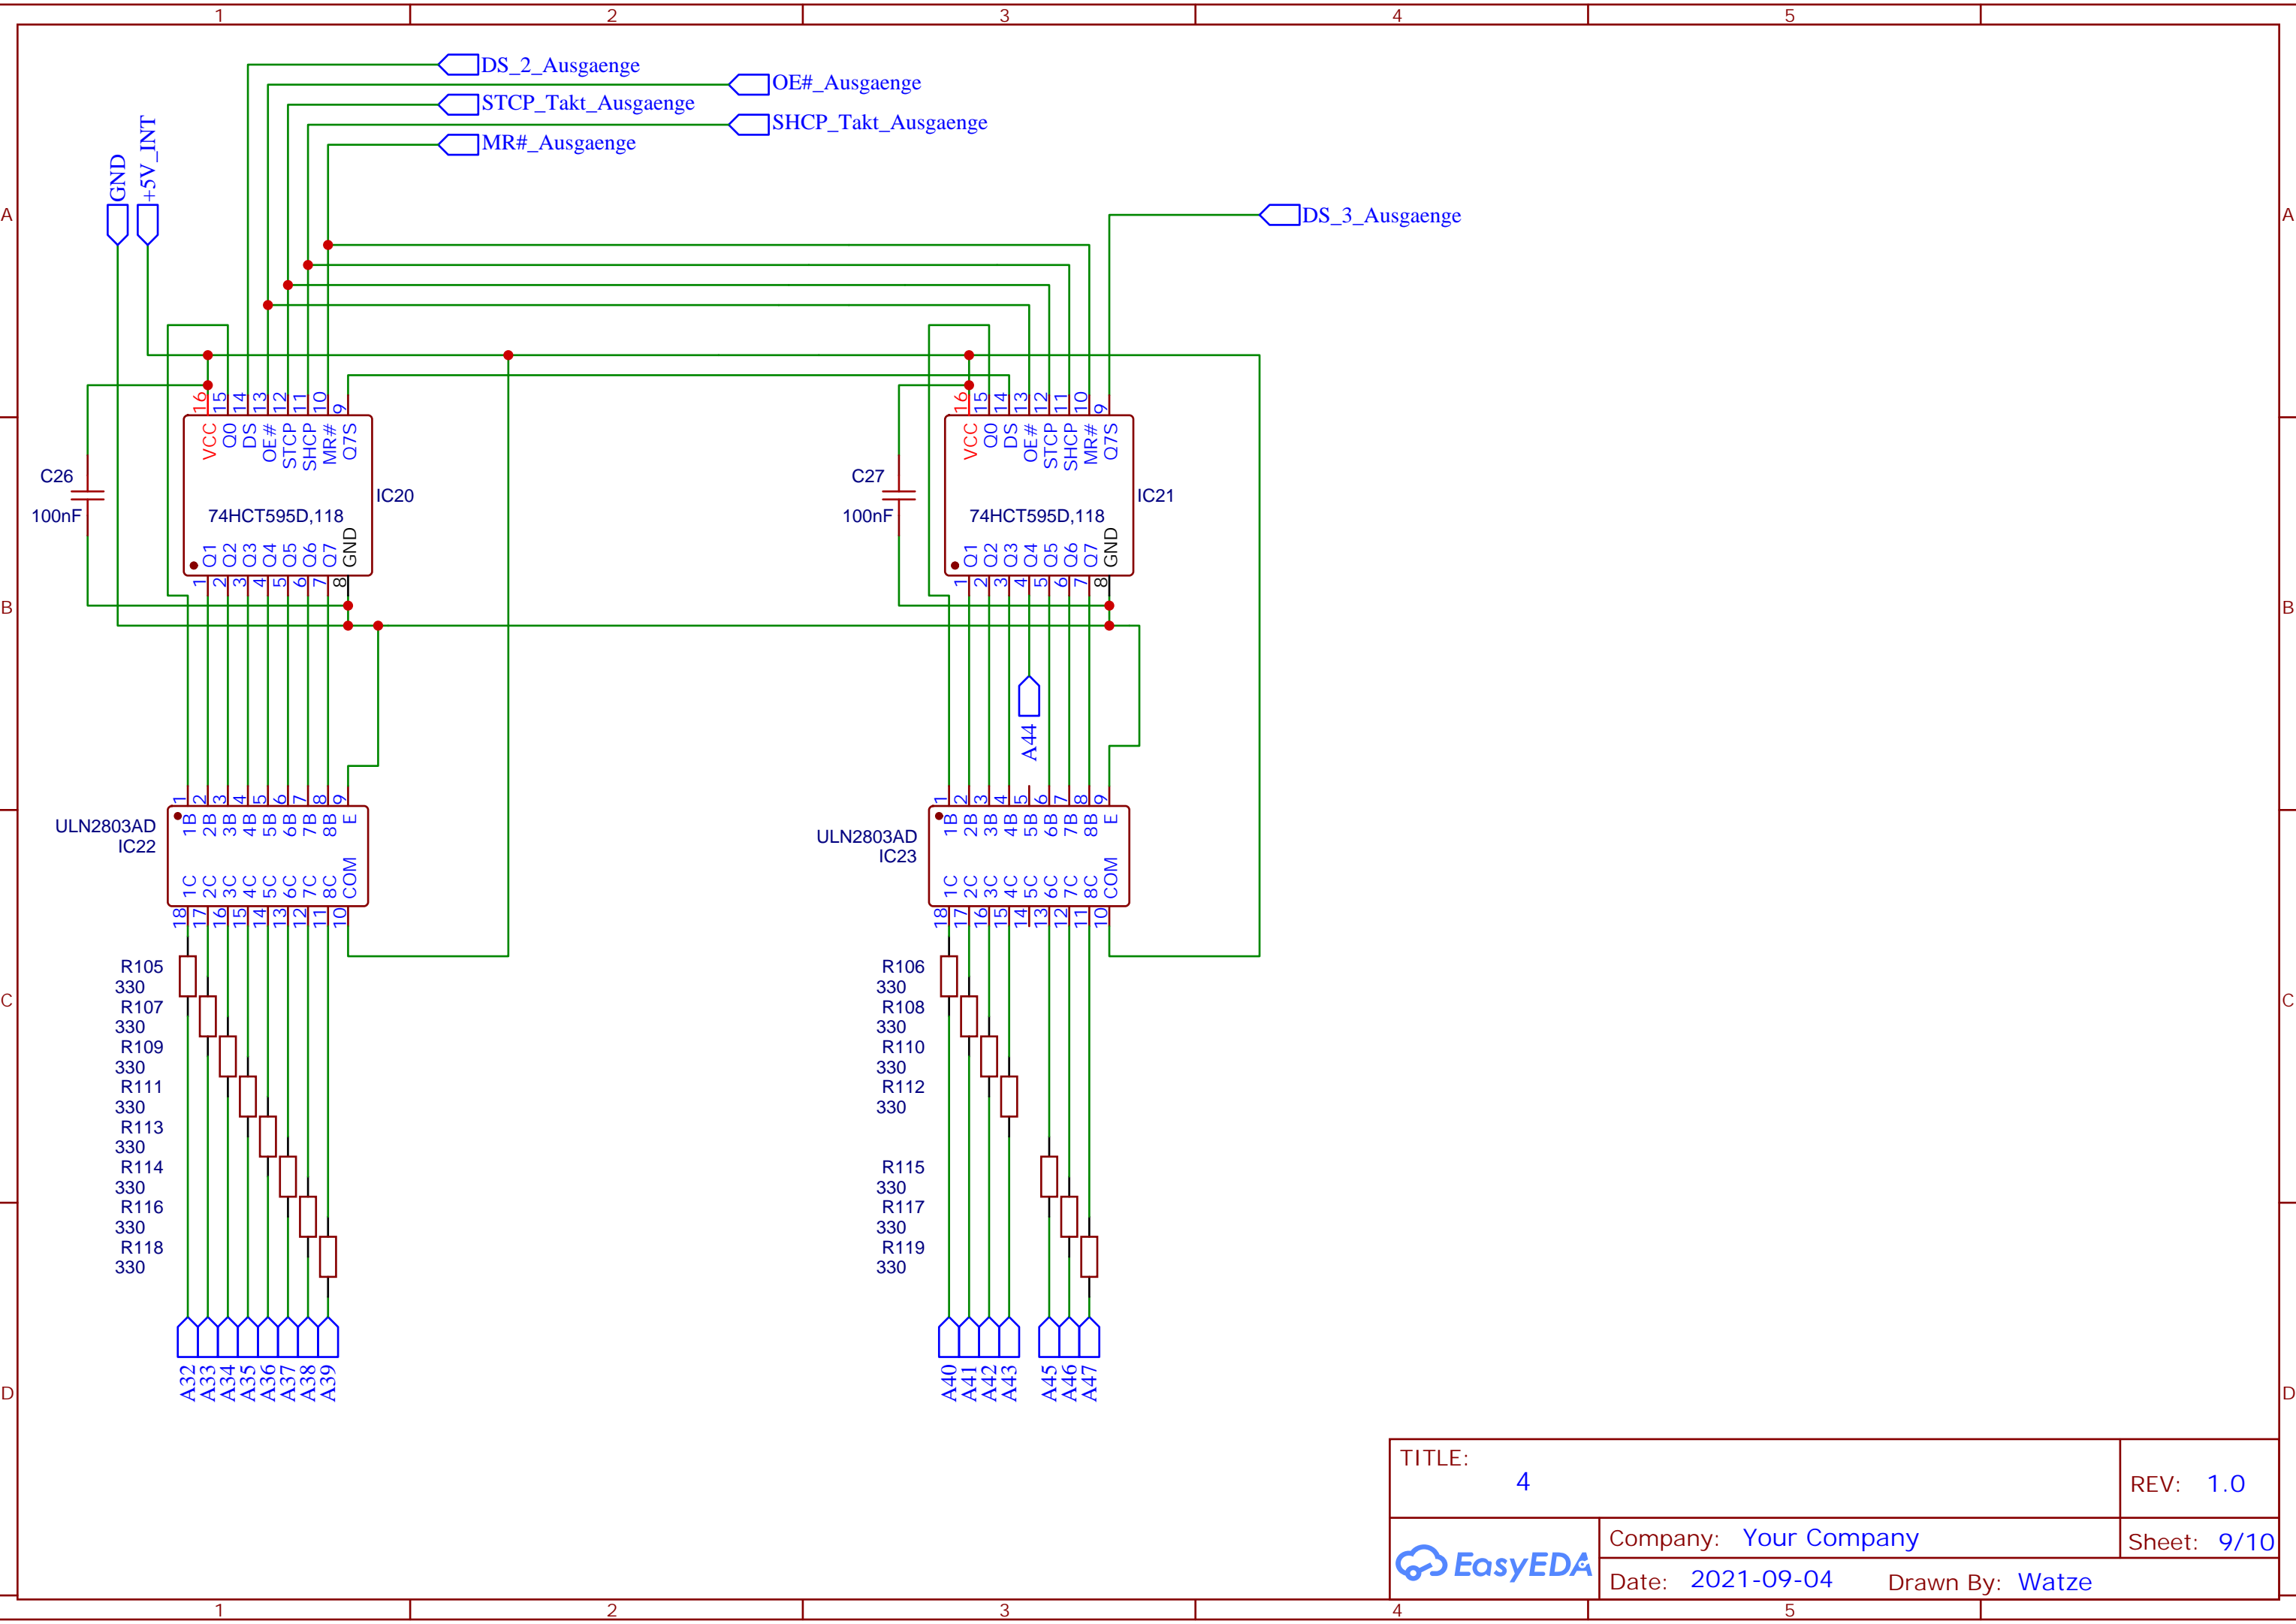 1 2 3 4 5
DS_2_Ausgaenge
OE#_Ausgaenge
STCP_Takt_Ausgaenge
SHCP_Takt_Ausgaenge
MR#_Ausgaenge
GND
+5V_INT
A A
DS_3_Ausgaenge
16 15 14 13 12 11 10 9
VCC Q0 DS OE# STCP SHCP MR# Q7S
C26
100nF
IC20
74HCT595D,118
Q1 Q2 Q3 Q4 Q5 Q6 Q7 GND
1 2 3 4 5 6 7 8
16 15 14 13 12 11 10 9
VCC Q0 DS OE# STCP SHCP MR# Q7S
C27
100nF
IC21
74HCT595D,118
Q1 Q2 Q3 Q4 Q5 Q6 Q7 GND
1 2 3 4 5 6 7 8
B B
A44
1 2 3 4 5 6 7 8 9
1B 2B 3B 4B 5B 6B 7B 8B E
ULN2803AD
IC22
1C 2C 3C 4C 5C 6C 7C 8C COM
18 17 16 15 14 13 12 11 10
1 2 3 4 5 6 7 8 9
1B 2B 3B 4B 5B 6B 7B 8B E
ULN2803AD
IC23
1C 2C 3C 4C 5C 6C 7C 8C COM
18 17 16 15 14 13 12 11 10
C C
R105
330
R107
330
R109
330
R111
330
R113
330
R114
330
R116
330
R118
330
R106
330
R108
330
R110
330
R112
330
R115
330
R117
330
R119
330
A32 A33 A34 A35 A36 A37 A38 A39
A40 A41 A42 A43 A45 A46 A47
D D
TITLE:
4
REV: 1.0
EasyEDA
Company: Your Company
Sheet: 9/10
Date: 2021-09-04
Drawn By: Watze
1 2 3 4 5